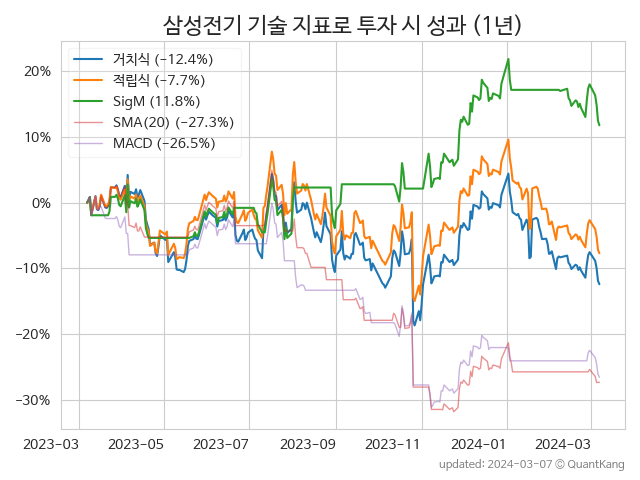 삼성전기 기술 지표로 투자 시 성과 (1년)
거치식 (−12.4%)
적립식 (−7.7%)
SigM (11.8%)
SMA(20) (−27.3%)
MACD (−26.5%)
20%
10%
0%
−10%
−20%
−30%
2023-03 2023-05 2023-07 2023-09 2023-11 2024-01 2024-03
updated: 2024-03-07 © QuantKang